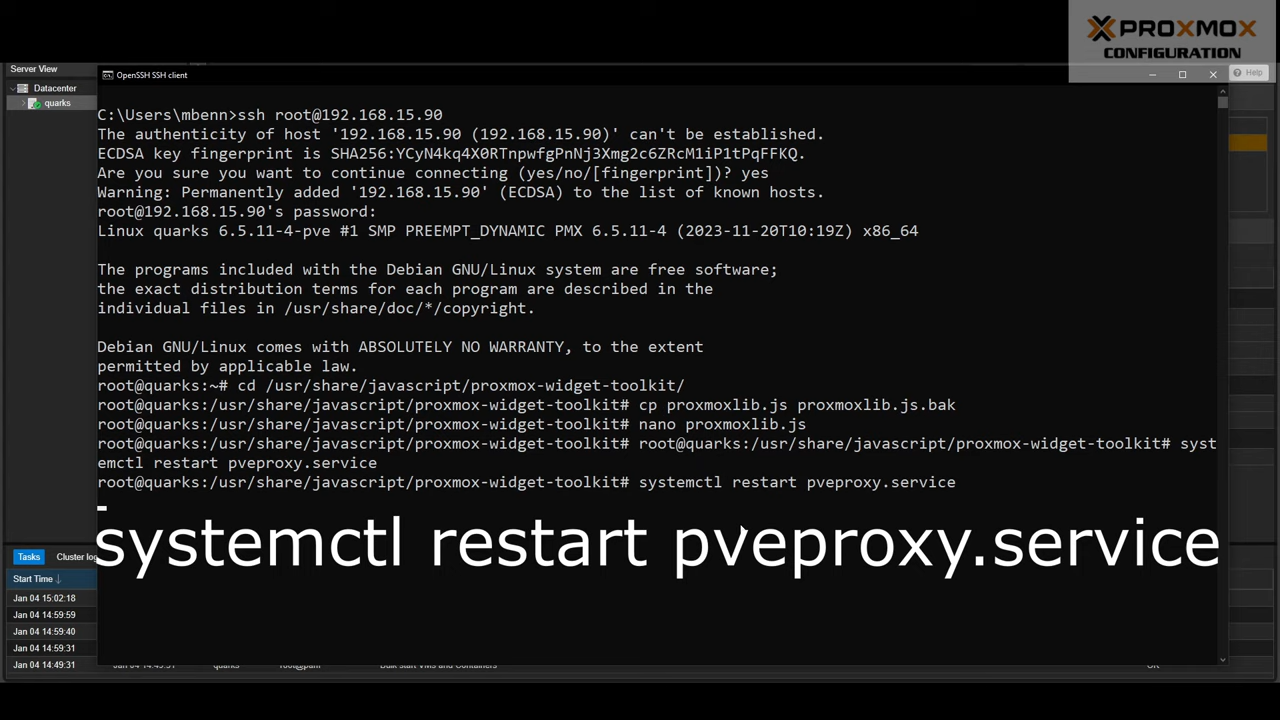 PROXMOX
CONFIGURATION
Server View
OpenSSH SSH client
Help
Datacenter
quarks
C:\Users\mbenn>ssh root@192.168.15.90
The authenticity of host '192.168.15.90 (192.168.15.90)' can't be established.
ECDSA key fingerprint is SHA256:YCyN4kq4X0RTnpwfgPnNj3Xmg2c6ZRcM1iP1tPqFFKQ.
Are you sure you want to continue connecting (yes/no/[fingerprint])? yes
Warning: Permanently added '192.168.15.90' (ECDSA) to the list of known hosts.
root@192.168.15.90's password:
Linux quarks 6.5.11-4-pve #1 SMP PREEMPT_DYNAMIC PMX 6.5.11-4 (2023-11-20T10:19Z) x86_64
The programs included with the Debian GNU/Linux system are free software;
the exact distribution terms for each program are described in the
individual files in /usr/share/doc/*/copyright.
Debian GNU/Linux comes with ABSOLUTELY NO WARRANTY, to the extent
permitted by applicable law.
root@quarks:~# cd /usr/share/javascript/proxmox-widget-toolkit/
root@quarks:/usr/share/javascript/proxmox-widget-toolkit# cp proxmoxlib.js proxmoxlib.js.bak
root@quarks:/usr/share/javascript/proxmox-widget-toolkit# nano proxmoxlib.js
root@quarks:/usr/share/javascript/proxmox-widget-toolkit# root@quarks:/usr/share/javascript/proxmox-widget-toolkit# syst
emctl restart pveproxy.service
root@quarks:/usr/share/javascript/proxmox-widget-toolkit# systemctl restart pveproxy.service
systemctl restart pveproxy.service
Tasks
Cluster log
Start Time
Jan 04 15:02:18
Jan 04 14:59:59
Jan 04 14:59:40
Jan 04 14:59:31
Jan 04 14:49:31
quarks
root@pam
Bulk start VMs and Containers
OK